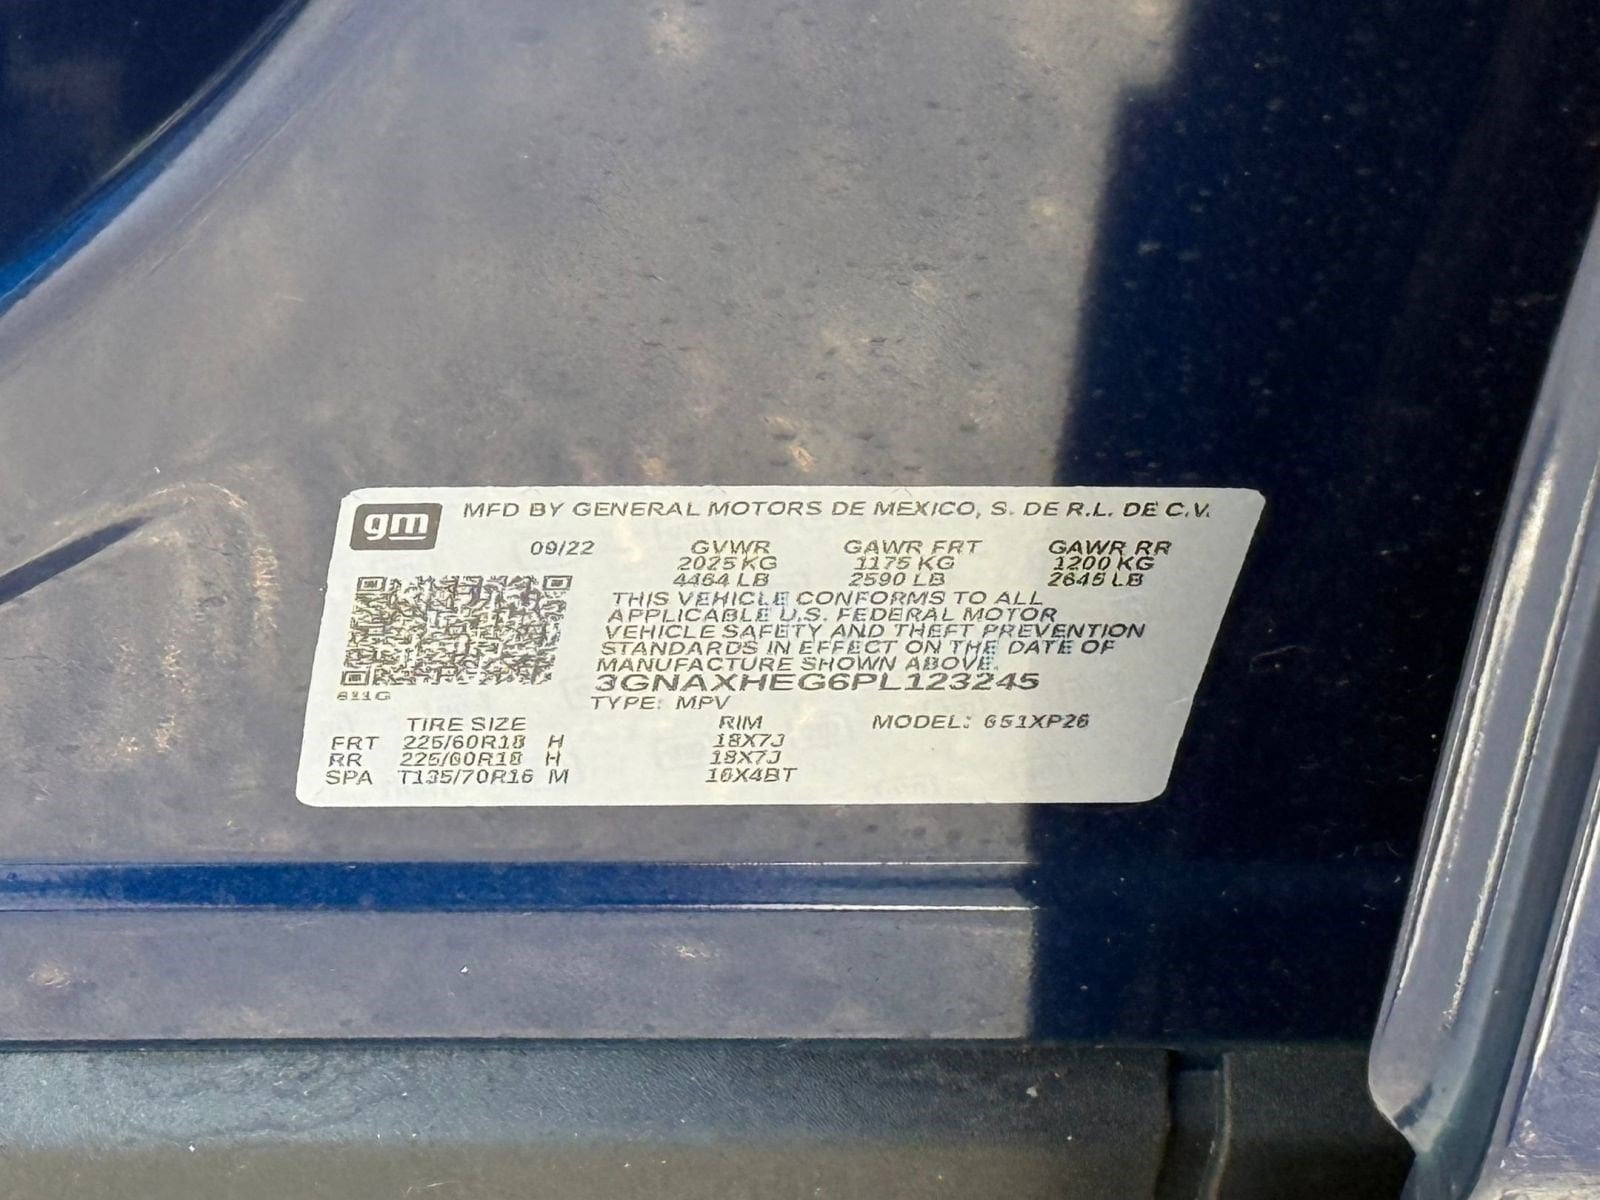 gm MFD BY GENERAL MOTORS DE MEXICO, S. DE R.L. DE C.V.
09/22 GVWR GAWR FRT GAWR RR
2025 KG 1175 KG 1200 KG
4464 LB 2590 LB 2645 LB
THIS VEHICLE CONFORMS TO ALL
APPLICABLE U.S. FEDERAL MOTOR
VEHICLE SAFETY AND THEFT PREVENTION
STANDARDS IN EFFECT ON THE DATE OF
MANUFACTURE SHOWN ABOVE.
3GNAXHEG6PL123245
TYPE: MPV
TIRE SIZE RIM MODEL:
FRT 225/60R18 H 18X7J
RR 225/60R18 H 18X7J
SPA T135/70R16 M 16X4BT